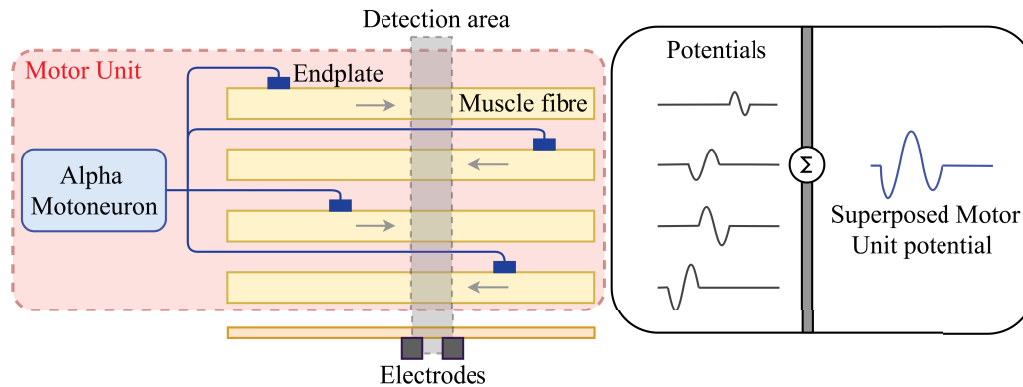 Detection area
Motor Unit
Endplate
Muscle fibre
Alpha
Motoneuron
Electrodes
Potentials
Σ
Superposed Motor
Unit potential